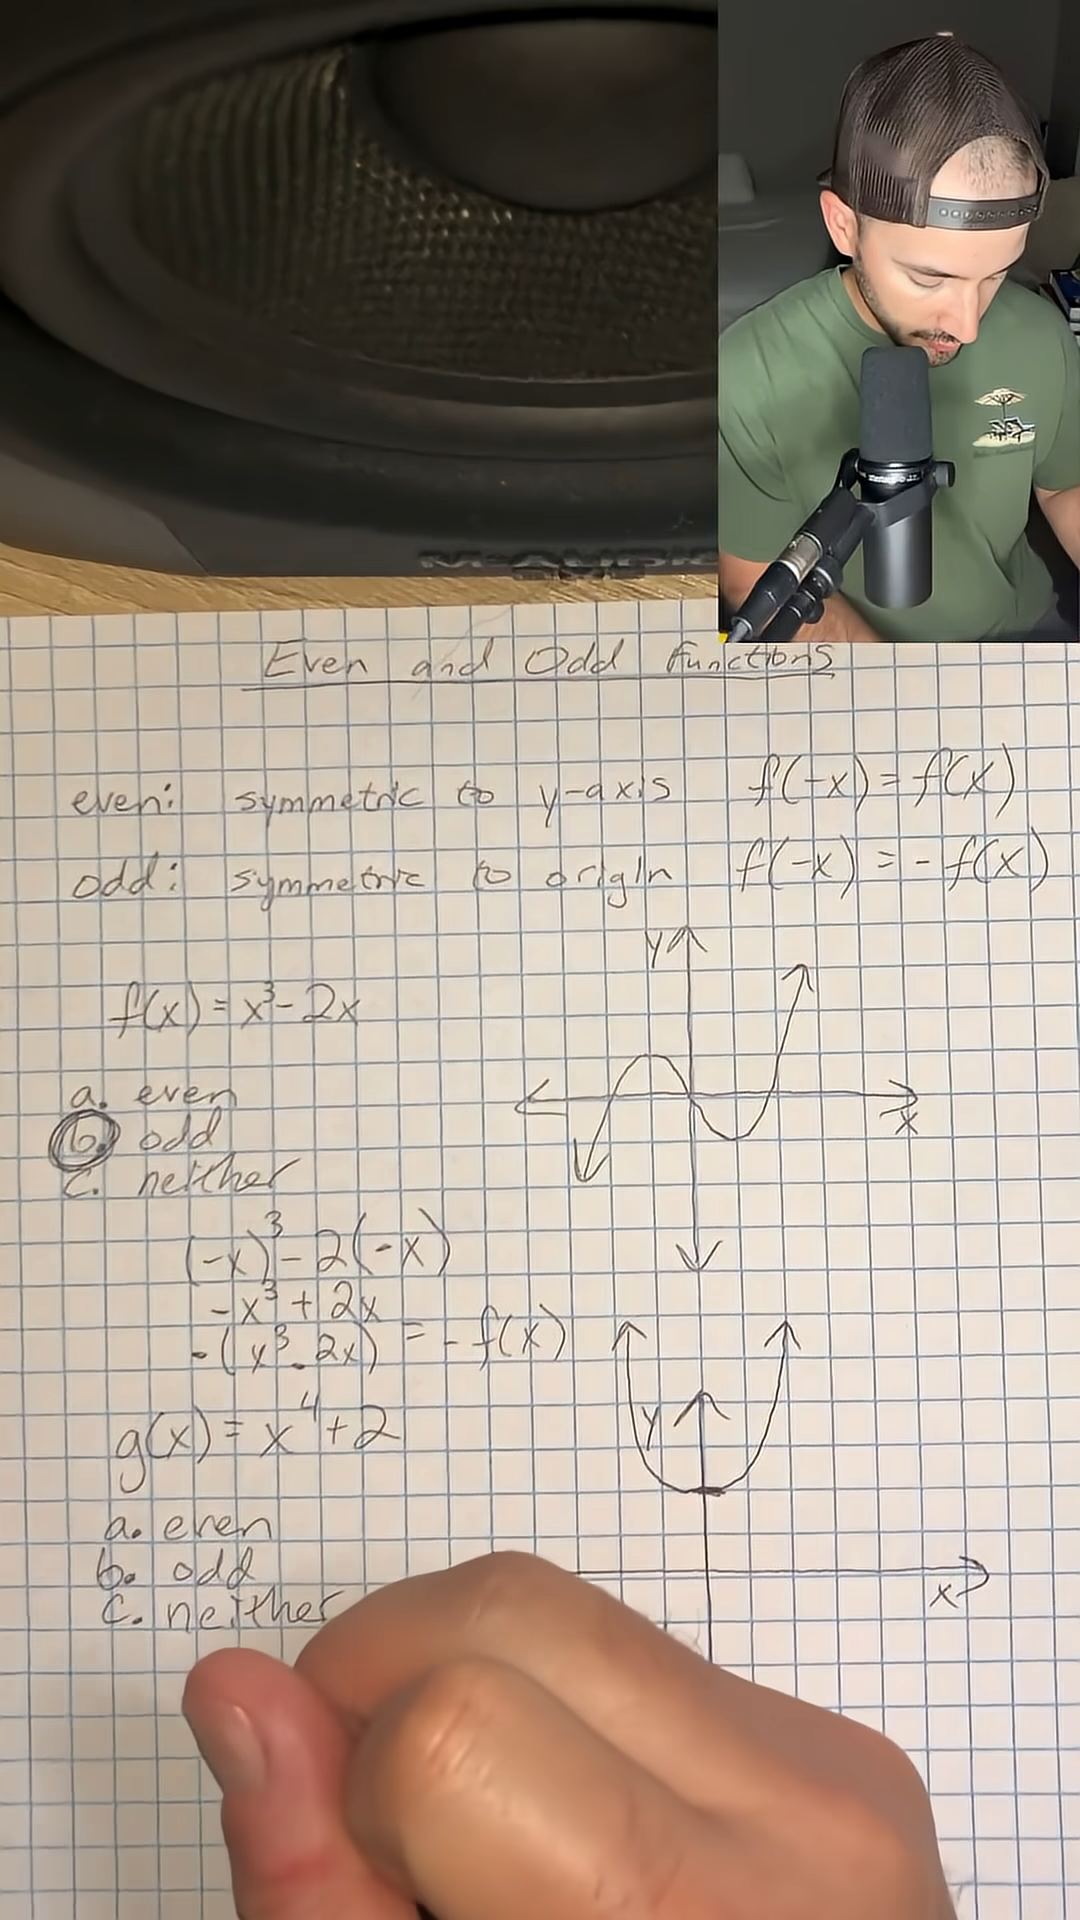 M-AUDIO
Even and Odd Functions
even: symmetric to y-axis f(-x) = f(x)
odd: symmetric to origin f(-x) = - f(x)
y
f(x) = x³- 2x
a. even
x
b. odd
c. neither
(-x)³- 2(-x)
-x³ + 2x
-(x³- 2x) = - f(x)
y
g(x) = x⁴ + 2
a. even
b. odd
x
c. neither